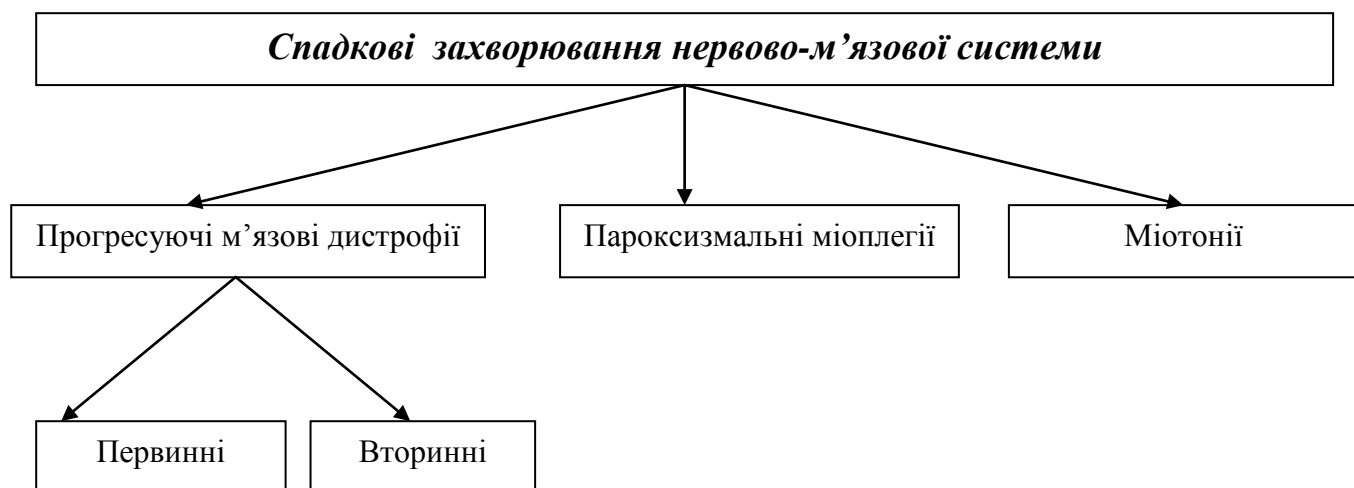 Спадкові захворювання нервово-м’язової системи
Прогресуючі м’язові дистрофії
Пароксизмальні міоплегії
Міотонії
Первинні
Вторинні